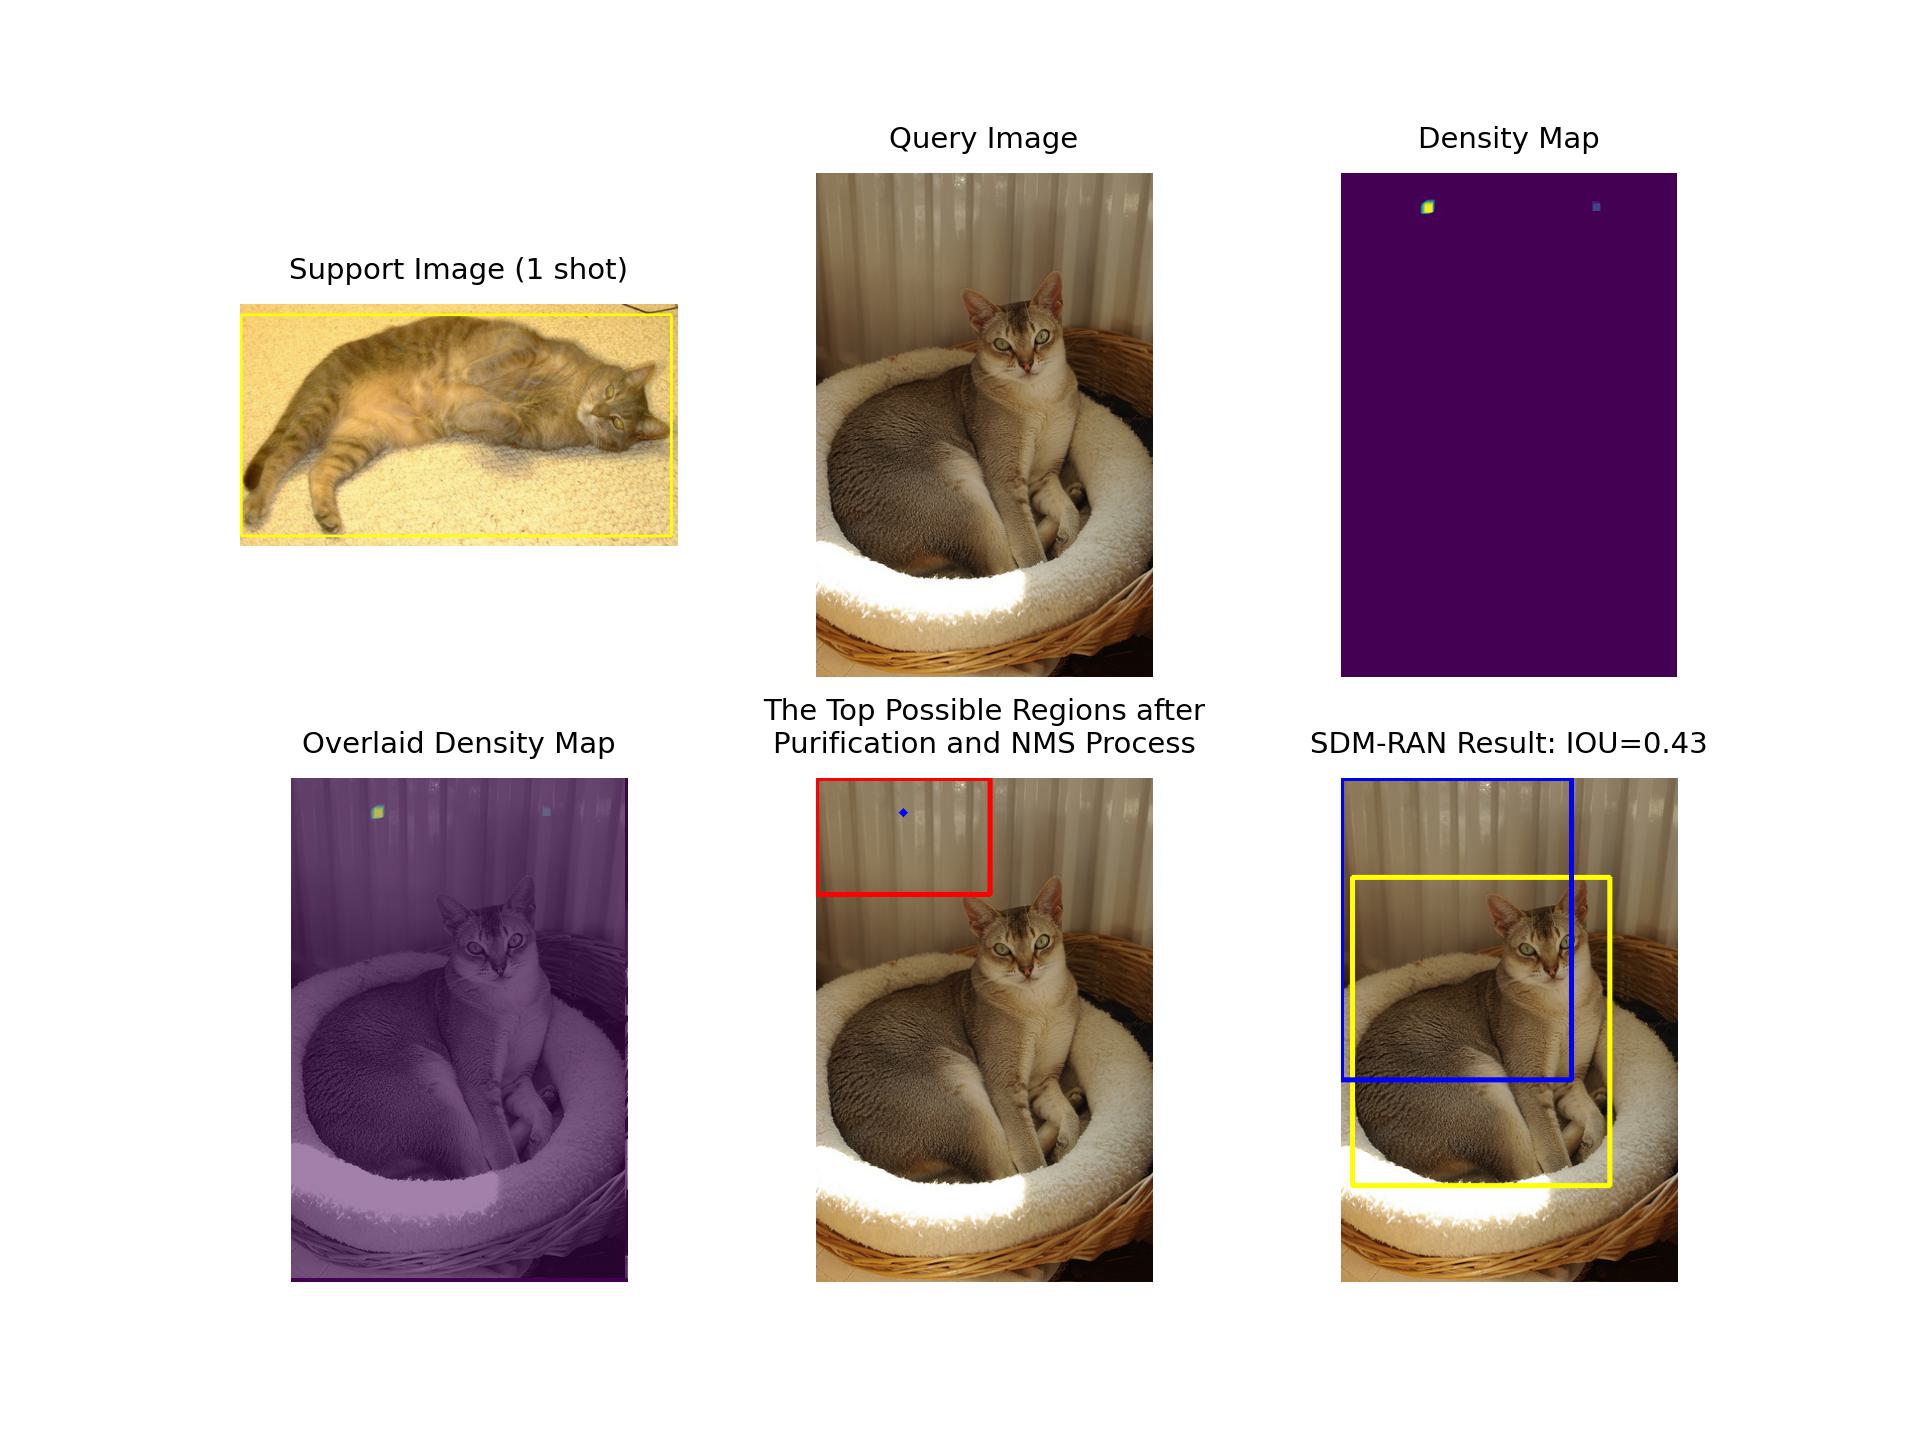 Query Image
Density Map
Support Image (1 shot)
Overlaid Density Map
The Top Possible Regions after
Purification and NMS Process
SDM-RAN Result: IOU=0.43